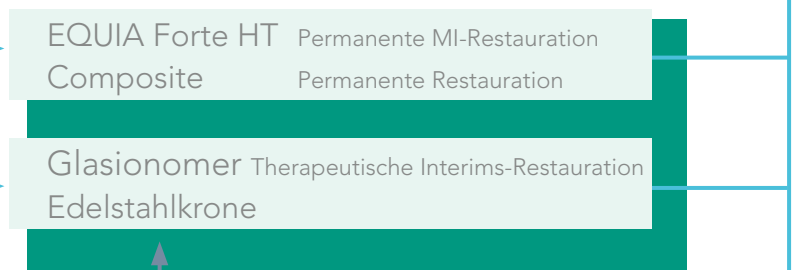 EQUIA Forte HT Permanente MI-Restauration
Composite Permanente Restauration
Glasionomer Therapeutische Interims-Restauration
Edelstahlkrone